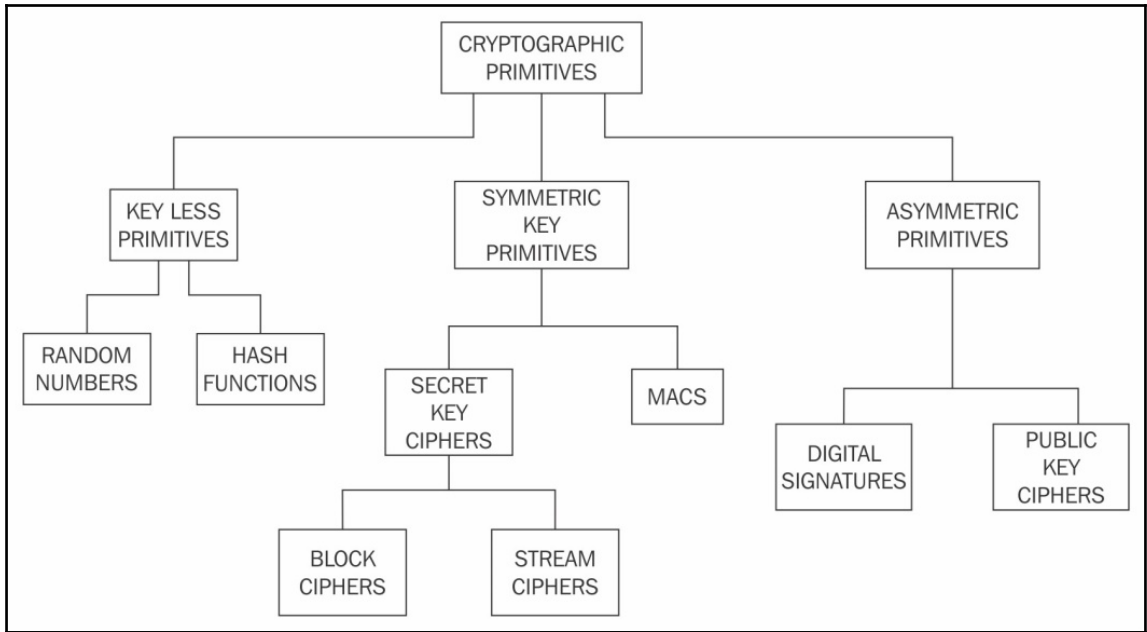 CRYPTOGRAPHIC
PRIMITIVES
KEY LESS
PRIMITIVES
SYMMETRIC
KEY
PRIMITIVES
ASYMMETRIC
PRIMITIVES
RANDOM
NUMBERS
HASH
FUNCTIONS
SECRET
KEY
CIPHERS
MACS
DIGITAL
SIGNATURES
PUBLIC
KEY
CIPHERS
BLOCK
CIPHERS
STREAM
CIPHERS